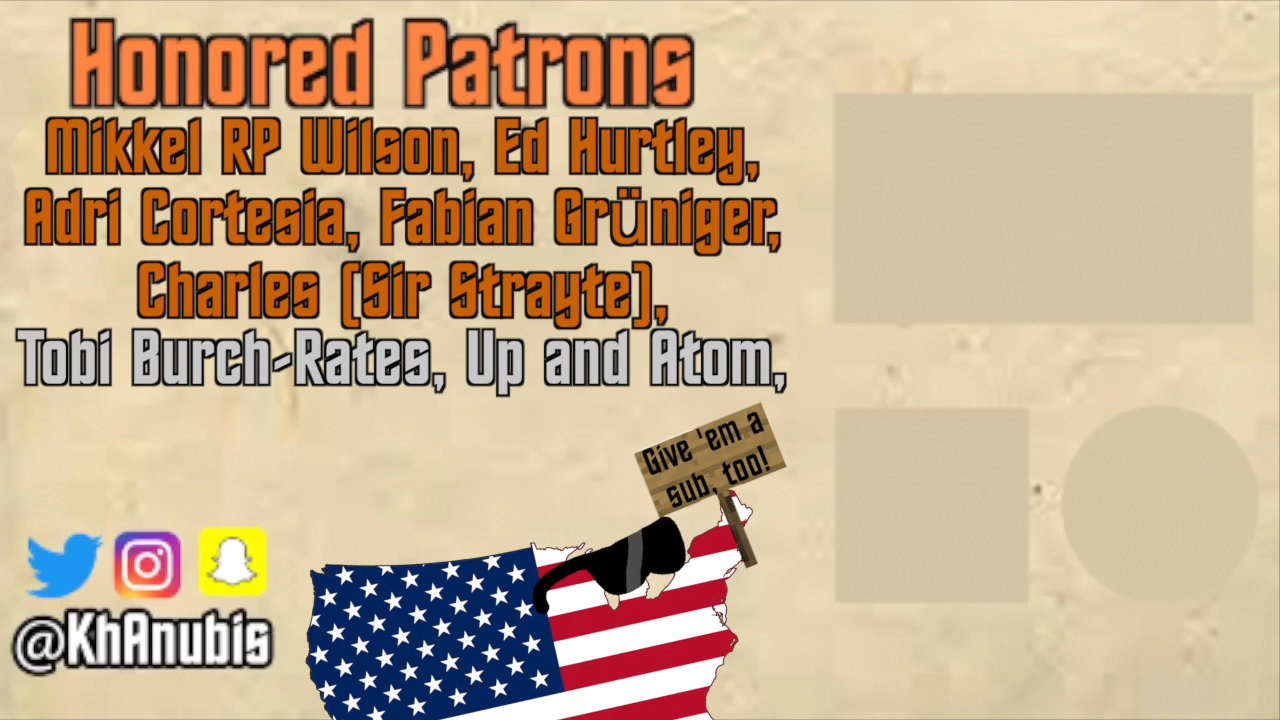 Honored Patrons
Mikkel RP Wilson, Ed Hurtley,
Adri Cortesia, Fabian Grüniger,
Charles (Sir Strayte),
Tobi Burch-Rates, Up and Atom,
Give 'em a
sub, too!
@KhAnubis